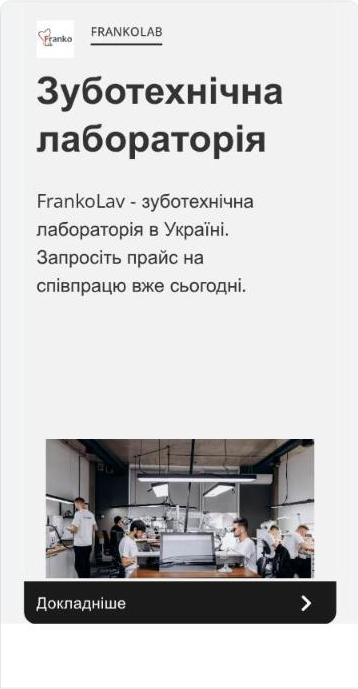 Franko
FRANKOLAB
Зуботехнічна
лабораторія
FrankoLav - зуботехнічна
лабораторія в Україні.
Запросіть прайс на
співпрацю вже сьогодні.
Докладніше